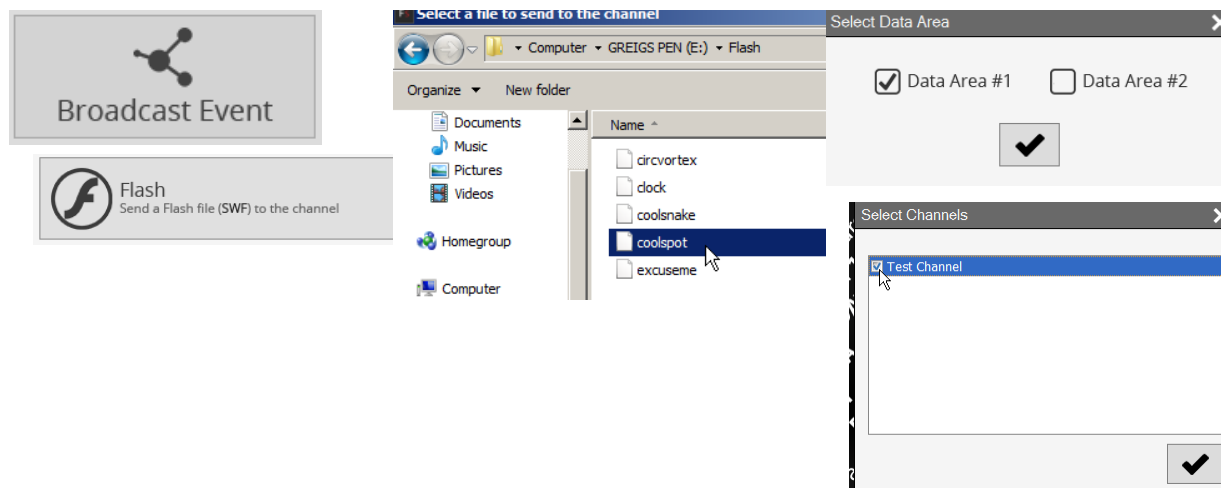 Broadcast Event
Flash
Send a Flash file (SWF) to the channel
Select a file to send to the channel
Computer GREIGS PEN (E:) Flash
Organize New folder
Documents
Music
Pictures
Videos
Homegroup
Computer
Name
circvortex
clock
coolsnake
coolspot
excuseme
Select Data Area
Data Area #1 Data Area #2
Select Channels
Test Channel